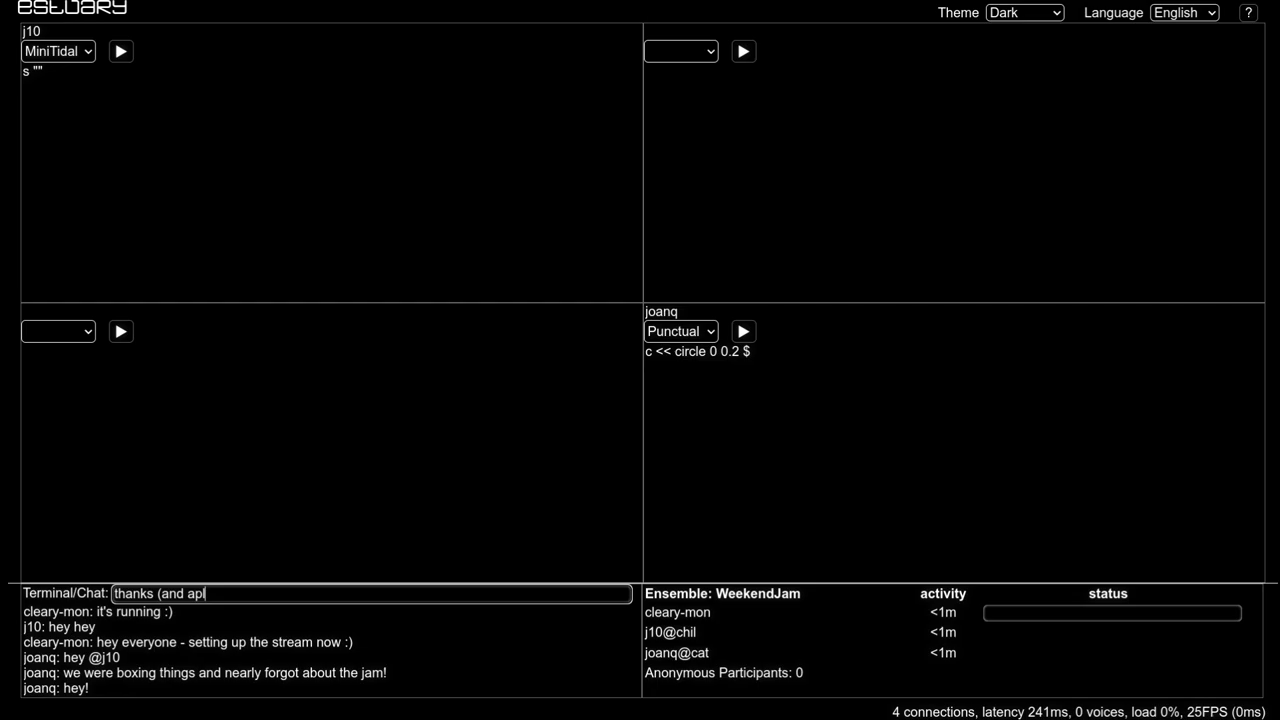 estuary
Theme Dark Language English ?
j10
MiniTidal
s ""
joanq
Punctual
c << circle 0 0.2 $
Terminal/Chat: thanks (and apl
cleary-mon: it's running :)
j10: hey hey
cleary-mon: hey everyone - setting up the stream now :)
joanq: hey @j10
joanq: we were boxing things and nearly forgot about the jam!
joanq: hey!
Ensemble: WeekendJam activity status
cleary-mon <1m
j10@chil <1m
joanq@cat <1m
Anonymous Participants: 0
4 connections, latency 241ms, 0 voices, load 0%, 25FPS (0ms)